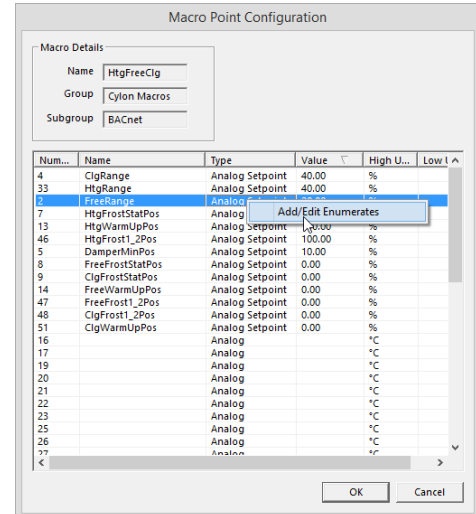 Macro Point Configuration
Macro Details
Name HtgFreeClg
Group Cylon Macros
Subgroup BACnet
Num... Name Type Value High U... Low
4 ClgRange Analog Setpoint 40.00 %
33 HtgRange Analog Setpoint 40.00 %
2 FreeRange
Add/Edit Enumerates
7 HtgFrostStatPos Analog
13 HtgWarmUpPos Analog Setpoint %
46 HtgFrost1_2Pos Analog Setpoint 100.00 %
5 DamperMinPos Analog Setpoint 10.00 %
8 FreeFrostStatPos Analog Setpoint 0.00 %
9 ClgFrostStatPos Analog Setpoint 0.00 %
14 FreeWarmUpPos Analog Setpoint 0.00 %
47 FreeFrost1_2Pos Analog Setpoint 0.00 %
48 ClgFrost1_2Pos Analog Setpoint 0.00 %
51 ClgWarmUpPos Analog Setpoint 0.00 %
16 Analog °C
17 Analog °C
19 Analog °C
20 Analog °C
21 Analog °C
22 Analog °C
23 Analog °C
25 Analog °C
26 Analog °C
27 Analog °C
OK Cancel